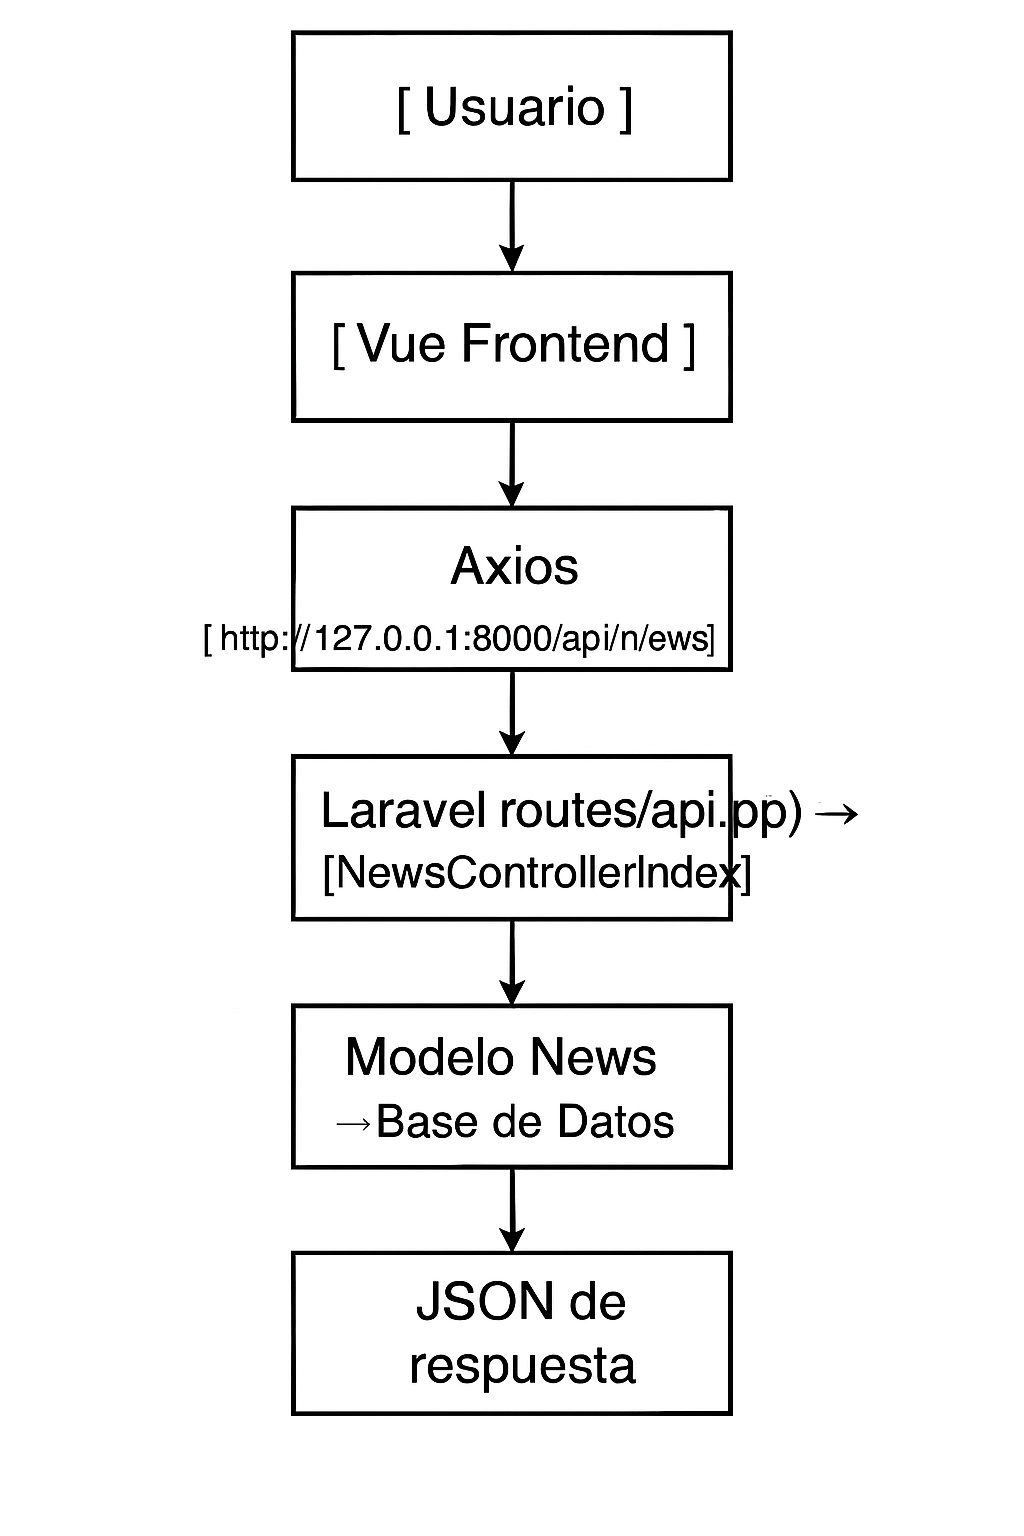 [ Usuario ]
[ Vue Frontend ]
Axios
[ http://127.0.0.1:8000/api/n/ews]
Laravel routes/api.pp) →
[NewsControllerIndex]
Modelo News
→Base de Datos
JSON de
respuesta